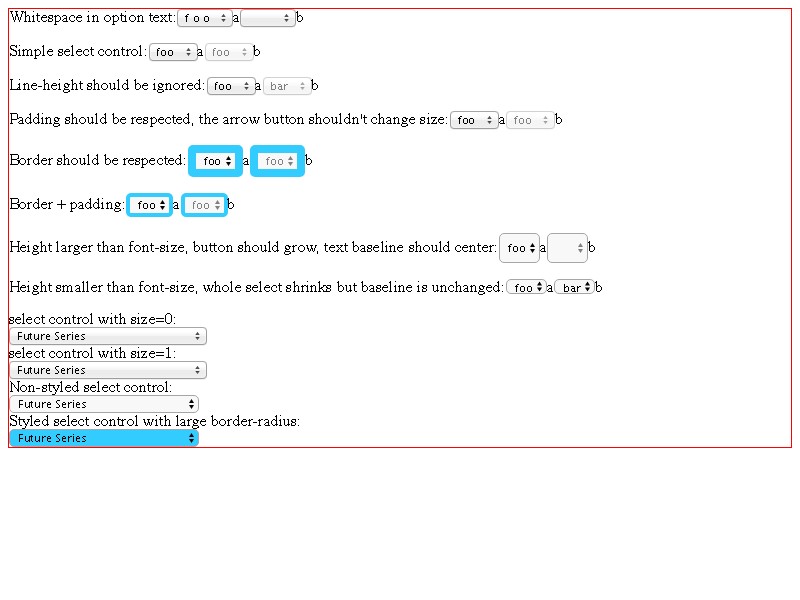 Whitespace in option text: f o o a b
Simple select control: foo a foo b
Line-height should be ignored: foo a bar b
Padding should be respected, the arrow button shouldn't change size: foo a foo b
Border should be respected: foo a foo b
Border + padding: foo a foo b
Height larger than font-size, button should grow, text baseline should center: foo a b
Height smaller than font-size, whole select shrinks but baseline is unchanged: foo a bar b
select control with size=0:
Future Series
select control with size=1:
Future Series
Non-styled select control:
Future Series
Styled select control with large border-radius:
Future Series